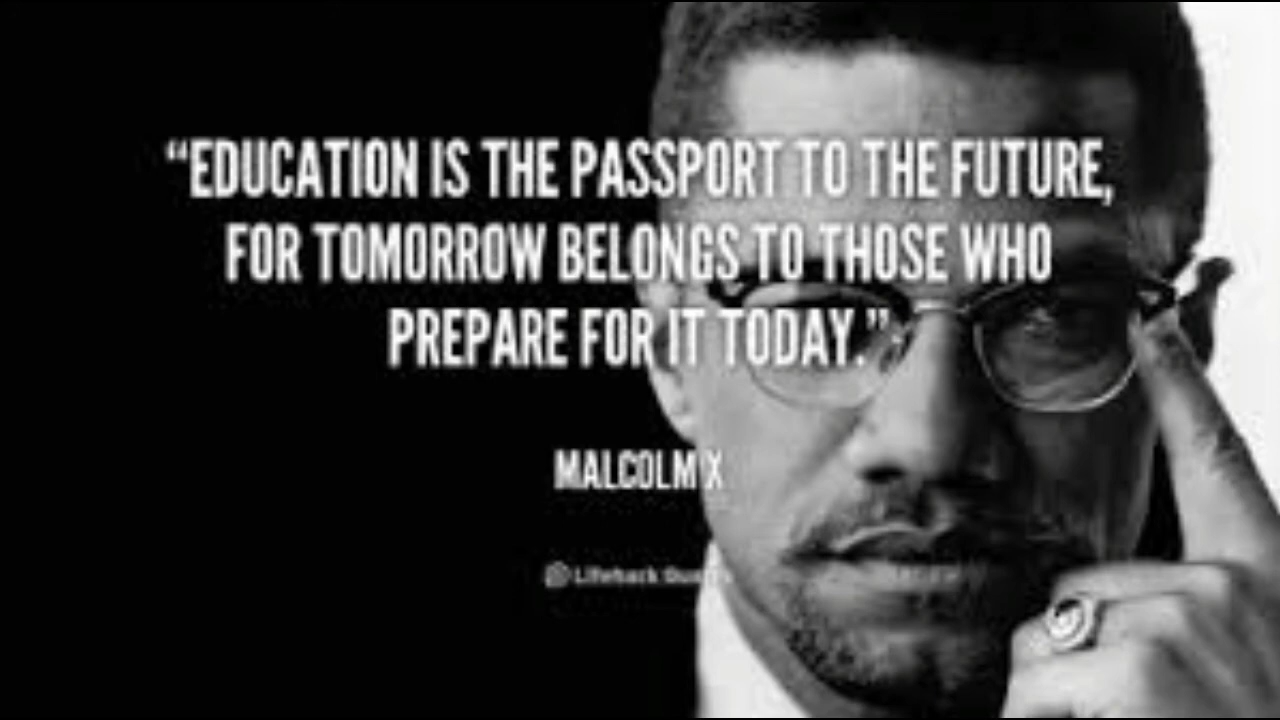 “EDUCATION IS THE PASSPORT TO THE FUTURE,
FOR TOMORROW BELONGS TO THOSE WHO
PREPARE FOR IT TODAY.”
MALCOLM X
Lifehack